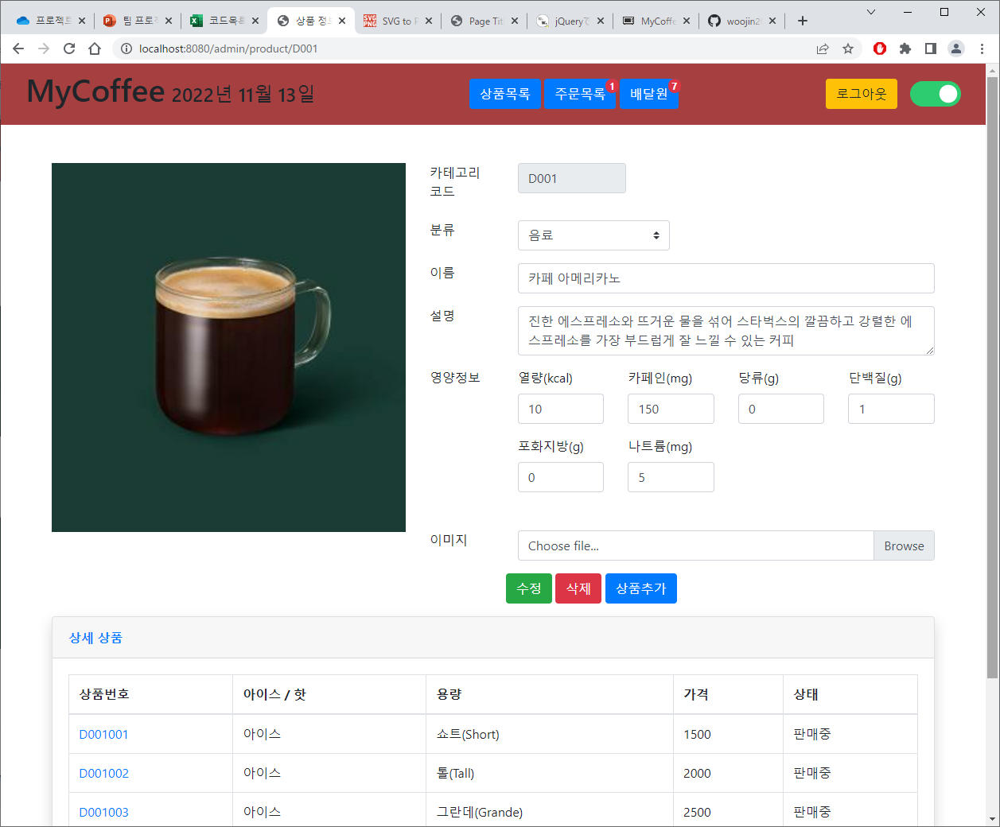 프로젝트
팀 프로
코드목록
상품 정
SVG to P
Page Tit
jQuery
MyCoffe
woojin2
localhost:8080/admin/product/D001
MyCoffee 2022년 11월 13일
상품목록
주문목록 1
배달원 7
로그아웃
카테고리
코드
D001
분류
음료
이름
카페 아메리카노
설명
진한 에스프레소와 뜨거운 물을 섞어 스타벅스의 깔끔하고 강렬한 에
스프레소를 가장 부드럽게 잘 느낄 수 있는 커피
영양정보
열량(kcal) 카페인(mg) 당류(g) 단백질(g)
10 150 0 1
포화지방(g) 나트륨(mg)
0 5
이미지
Choose file... Browse
수정 삭제 상품추가
상세 상품
상품번호 아이스 / 핫 용량 가격 상태
D001001 아이스 쇼트(Short) 1500 판매중
D001002 아이스 톨(Tall) 2000 판매중
D001003 아이스 그란데(Grande) 2500 판매중